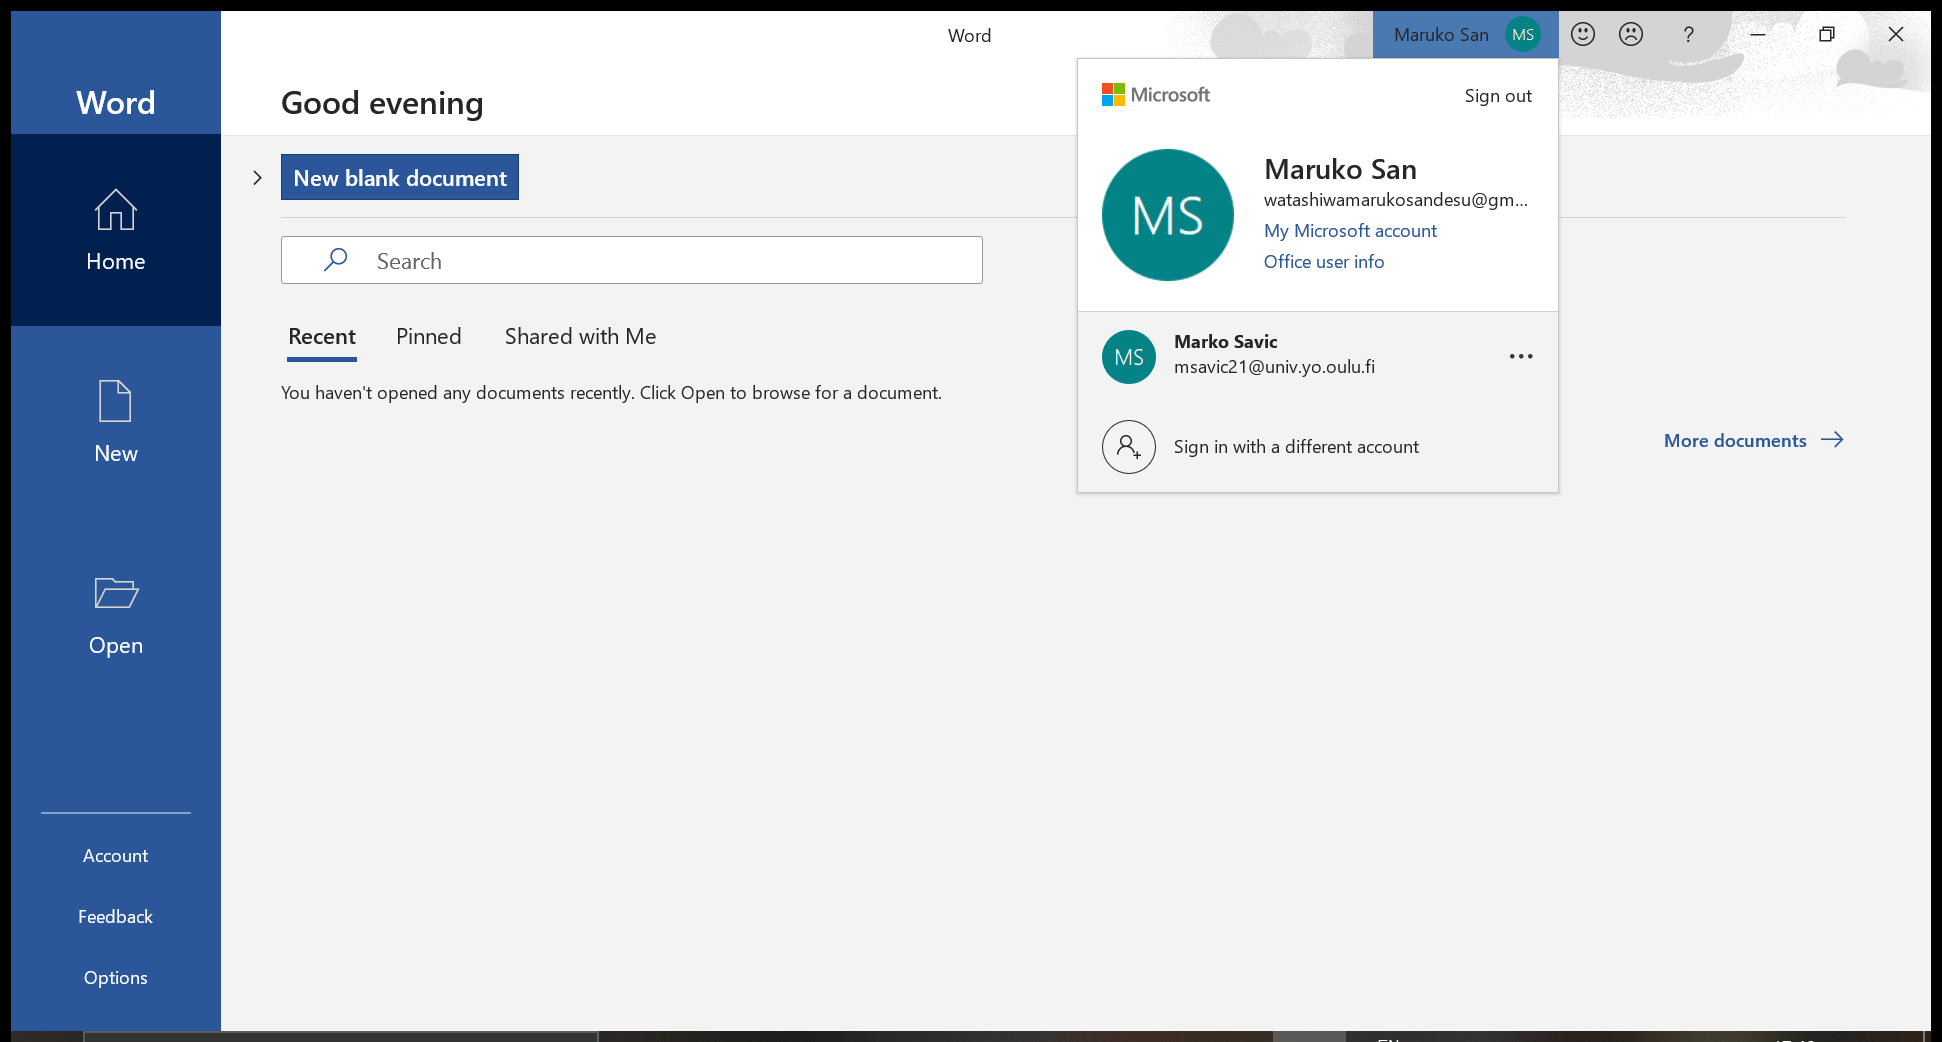 Word
Maruko San MS
?
Word
Good evening
Microsoft
Sign out
New blank document
MS
Maruko San
watashiwamarukosandesu@gm...
My Microsoft account
Office user info
Home
Search
Recent Pinned Shared with Me
MS
Marko Savic
msavic21@univ.yo.oulu.fi
You haven't opened any documents recently. Click Open to browse for a document.
Sign in with a different account
More documents
New
Open
Account
Feedback
Options